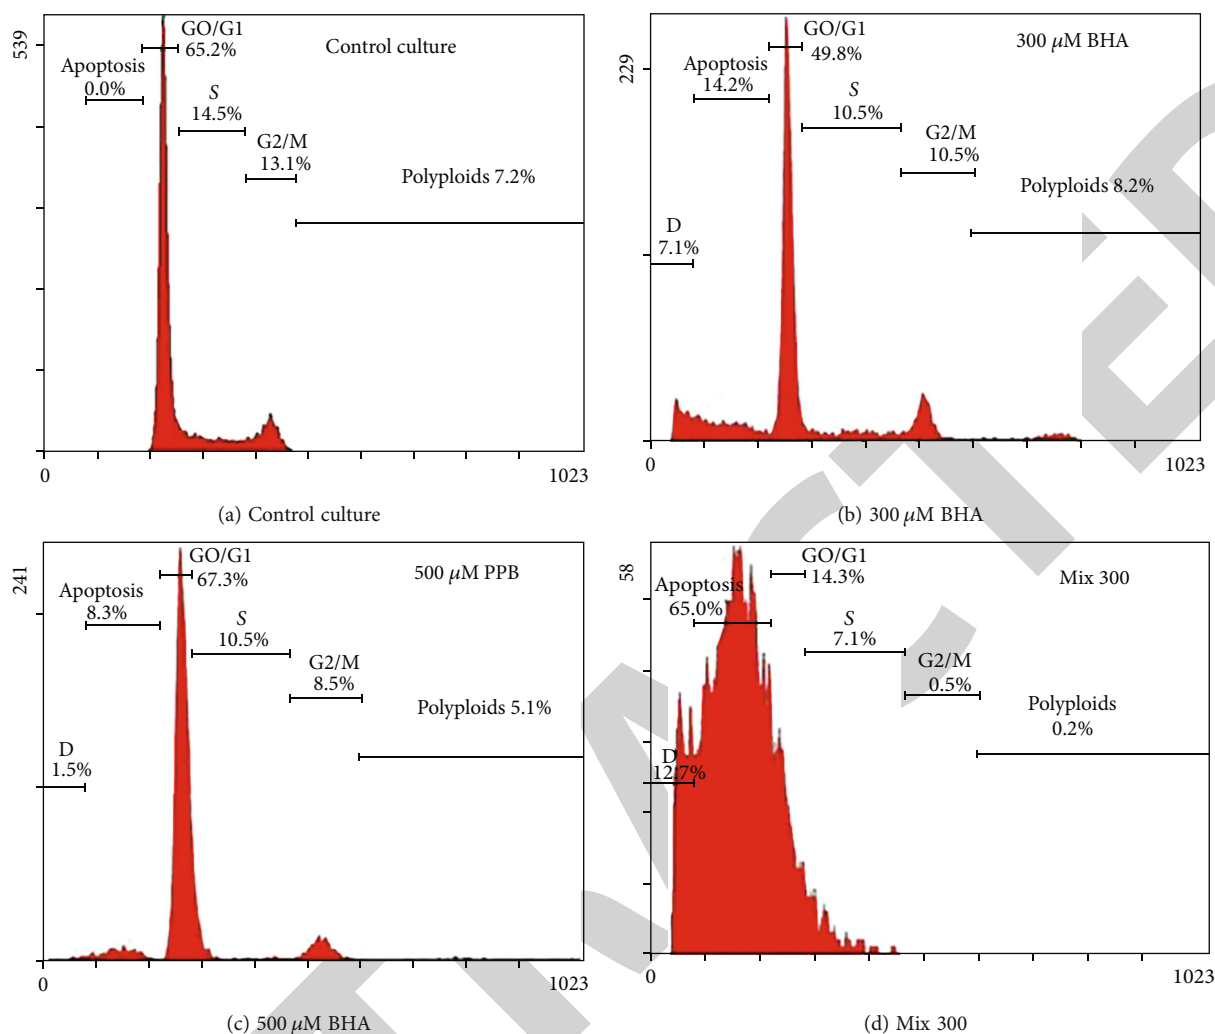 539
GO/G1
65.2%
Control culture
Apoptosis
0.0%
S
14.5%
G2/M
13.1%
Polyploids 7.2%
0
1023
(a) Control culture
229
GO/G1
49.8%
300 μM BHA
Apoptosis
14.2%
S
10.5%
G2/M
10.5%
Polyploids 8.2%
D
7.1%
0
1023
(b) 300 μM BHA
241
GO/G1
67.3%
500 μM PPB
Apoptosis
8.3%
S
10.5%
G2/M
8.5%
Polyploids 5.1%
D
1.5%
0
1023
(c) 500 μM BHA
58
GO/G1
14.3%
Mix 300
Apoptosis
65.0%
S
7.1%
G2/M
0.5%
Polyploids
0.2%
D
12.7%
0
1023
(d) Mix 300